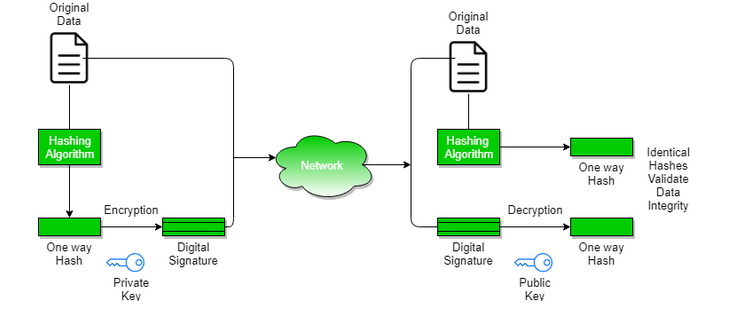 Original
Data
Hashing
Algorithm
Encryption
One way
Hash
Digital
Signature
Private
Key
Network
Original
Data
Hashing
Algorithm
One way
Hash
Identical
Hashes
Validate
Data
Integrity
Decryption
Digital
Signature
One way
Hash
Public
Key